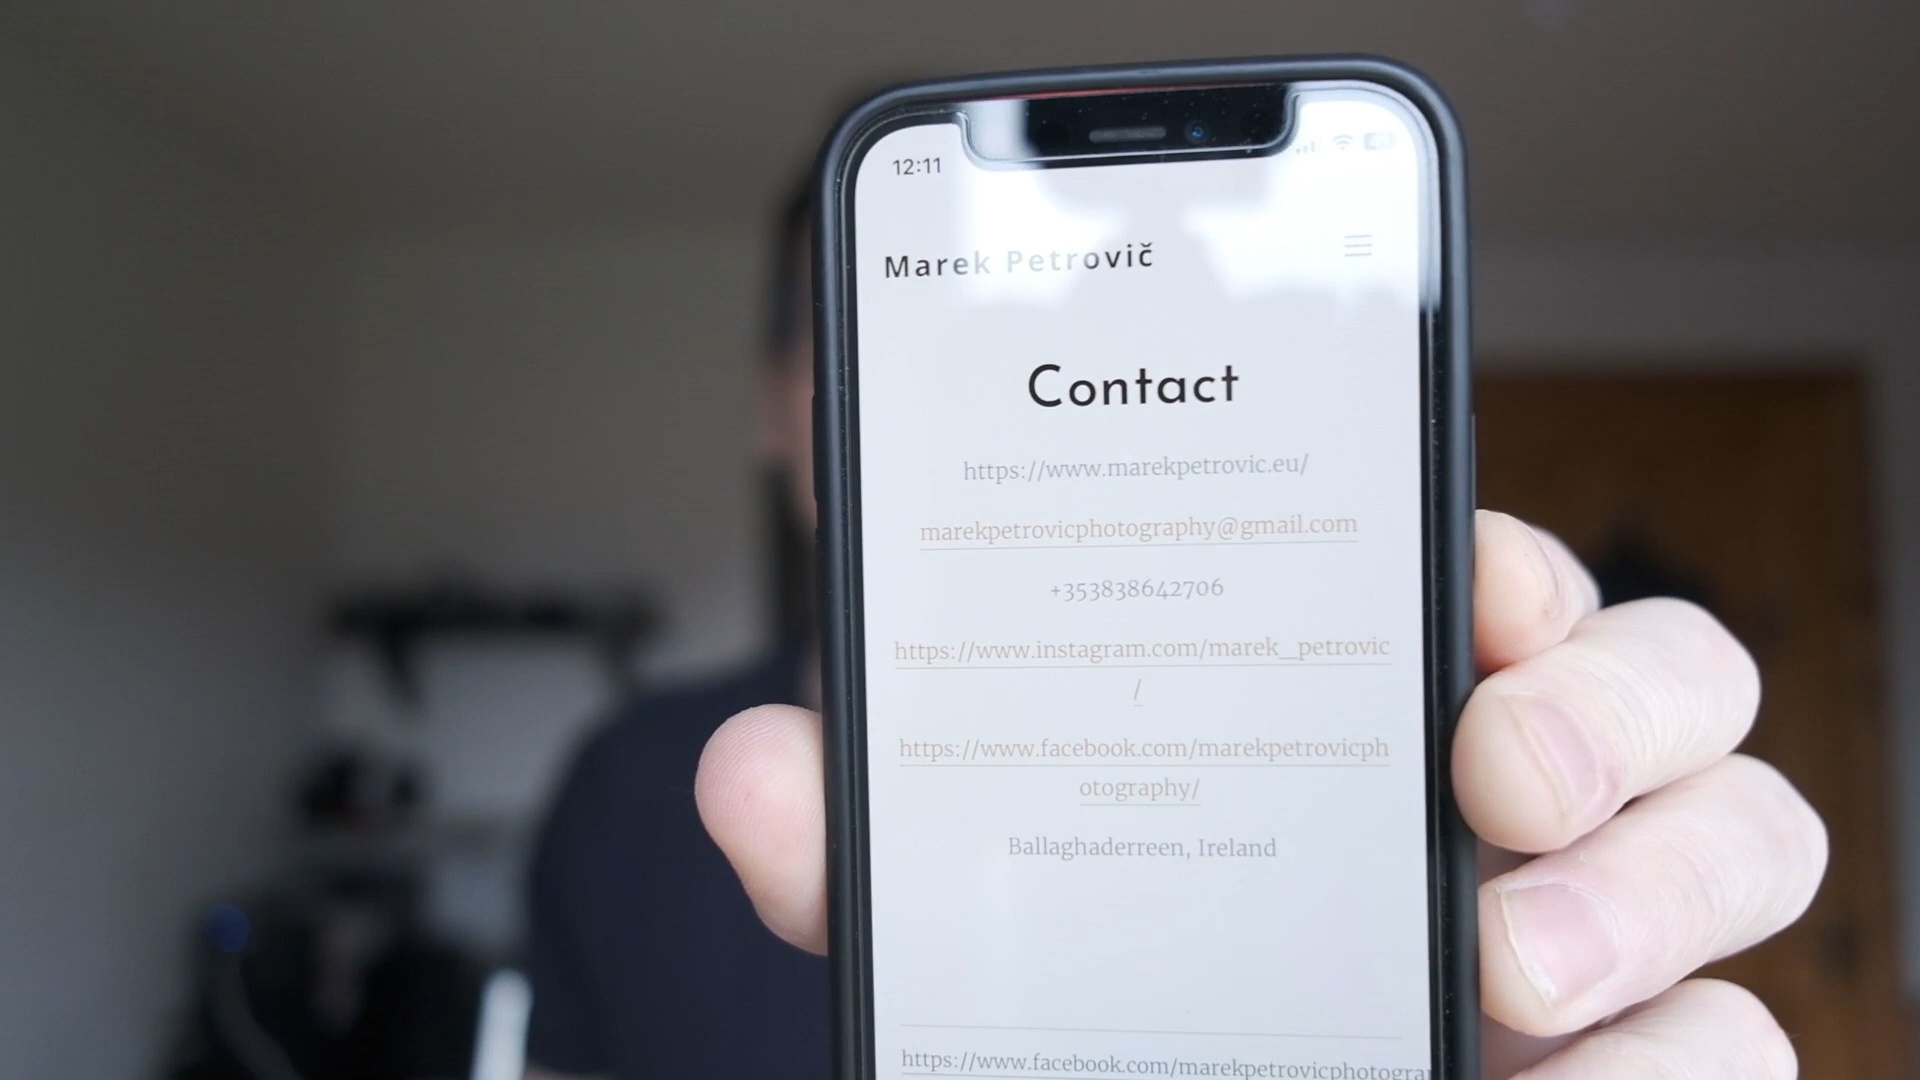 12:11
Marek Petrovič
Contact
https://www.marekpetrovic.eu/
marekpetrovicphotography@gmail.com
+353838642706
https://www.instagram.com/marek_petrovic
/
https://www.facebook.com/marekpetrovicph
otography/
Ballaghaderreen, Ireland
https://www.facebook.com/marekpetrovicphotogra